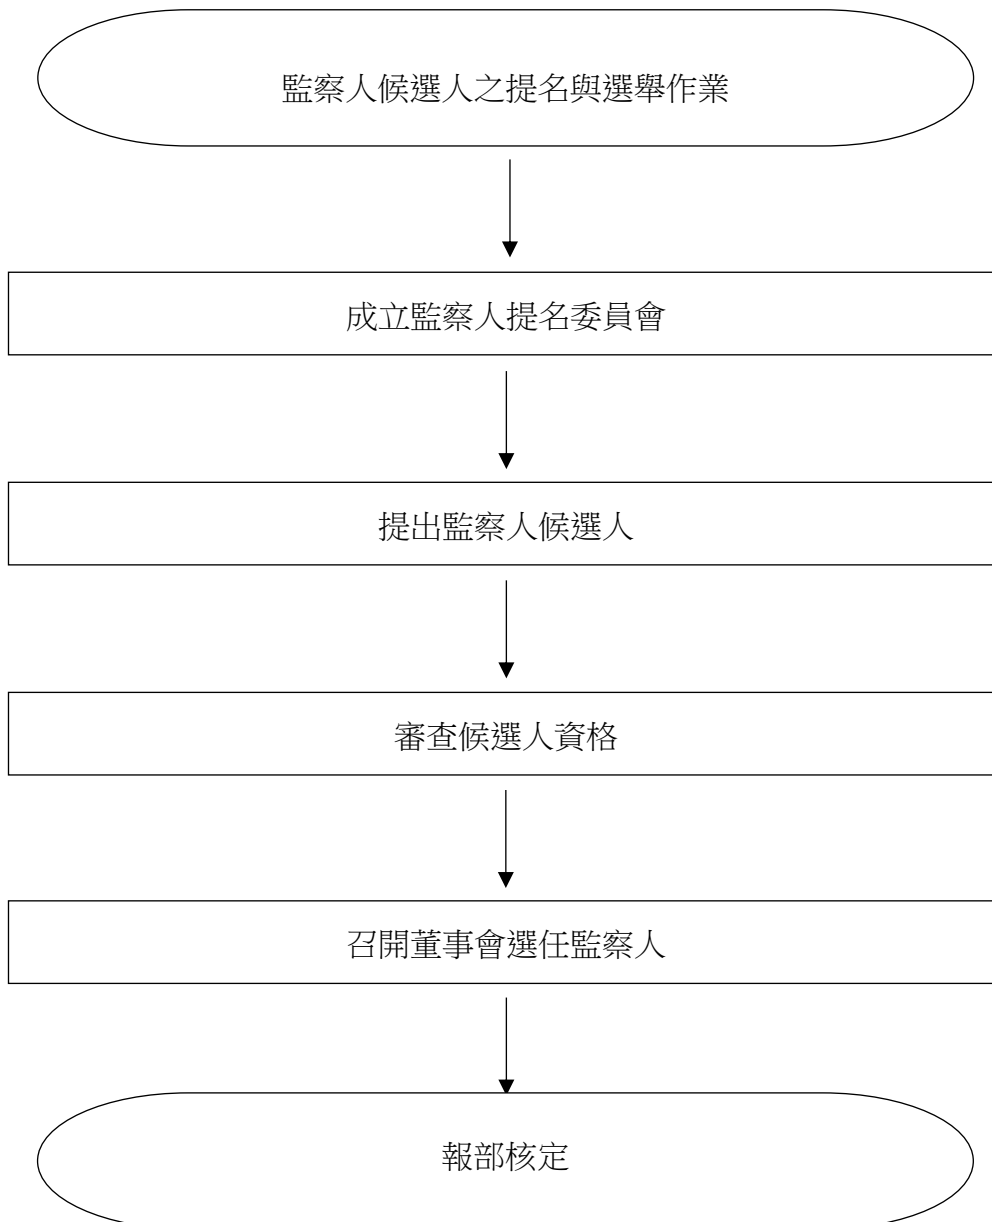 監察人候選人之提名與選舉作業
成立監察人提名委員會
提出監察人候選人
審查候選人資格
召開董事會選任監察人
報部核定